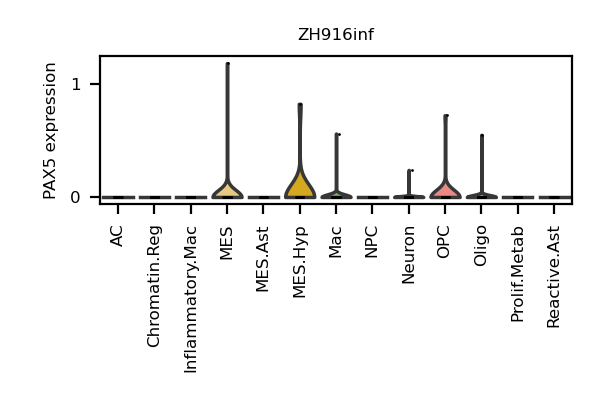 ZH916inf
PAX5 expression
1
0
AC
Chromatin.Reg
Inflammatory.Mac
MES
MES.Ast
MES.Hyp
Mac
NPC
Neuron
OPC
Oligo
Prolif.Metab
Reactive.Ast